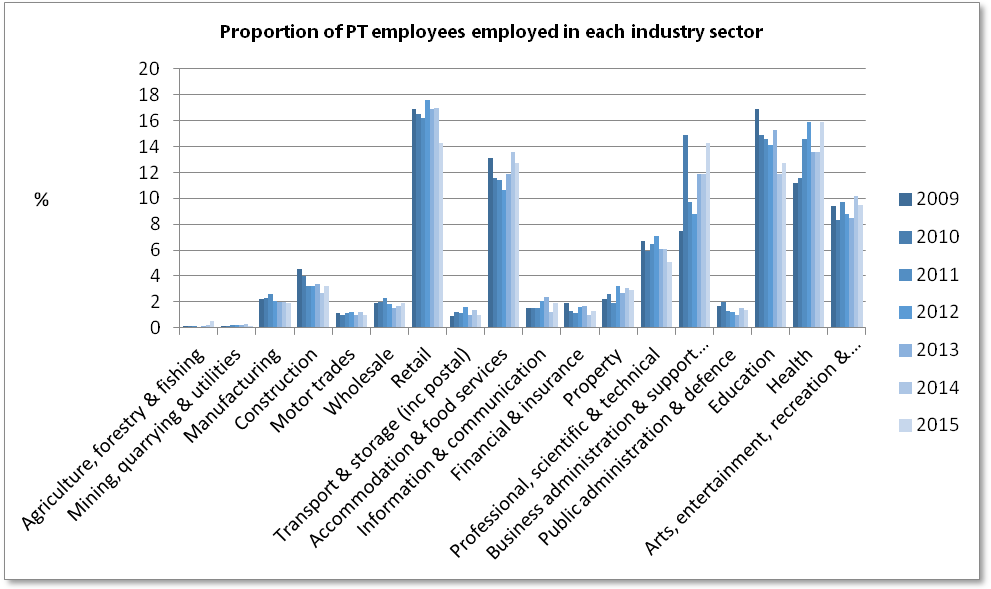 Proportion of PT employees employed in each industry sector
20
18
16
14
12
10
8
6
4
2
0
%
Agriculture, forestry & fishing
Mining, quarrying & utilities
Manufacturing
Construction
Motor trades
Wholesale
Retail
Transport & storage (inc postal)
Accommodation & food services
Information & communication
Financial & insurance
Property
Professional, scientific & technical
Business administration & support...
Public administration & defence
Education
Health
Arts, entertainment, recreation &...
2009
2010
2011
2012
2013
2014
2015